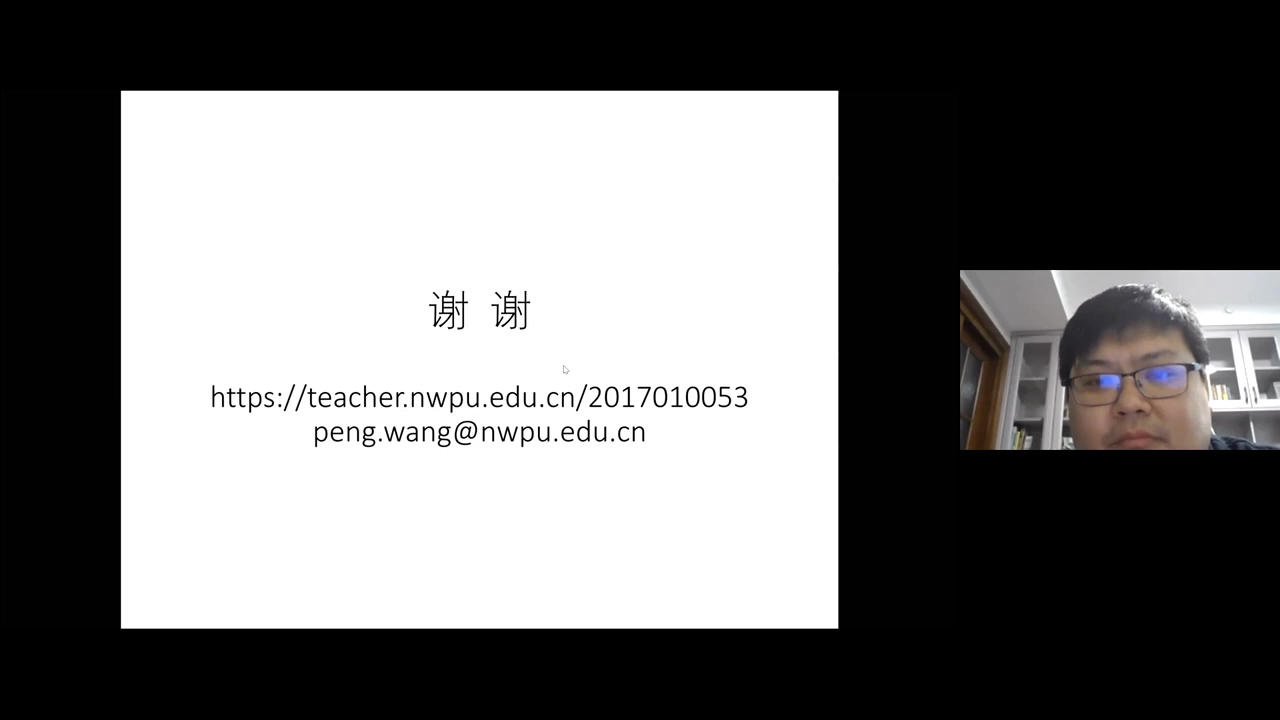 谢 谢
https://teacher.nwpu.edu.cn/2017010053
peng.wang@nwpu.edu.cn